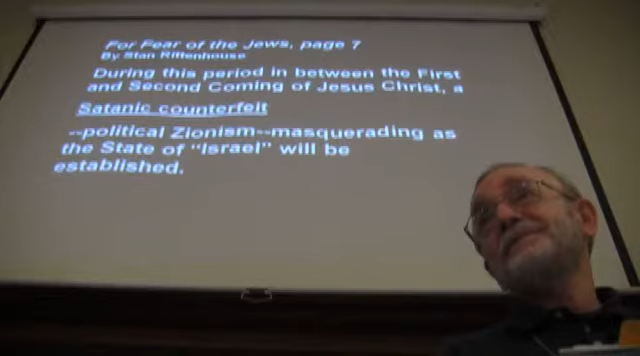 For Fear of the Jews, page 7
By Stan Rittenhouse
During this period in between the First
and Second Coming of Jesus Christ, a
Satanic counterfeit
--political Zionism--masquerading as
the State of "Israel" will be
established.